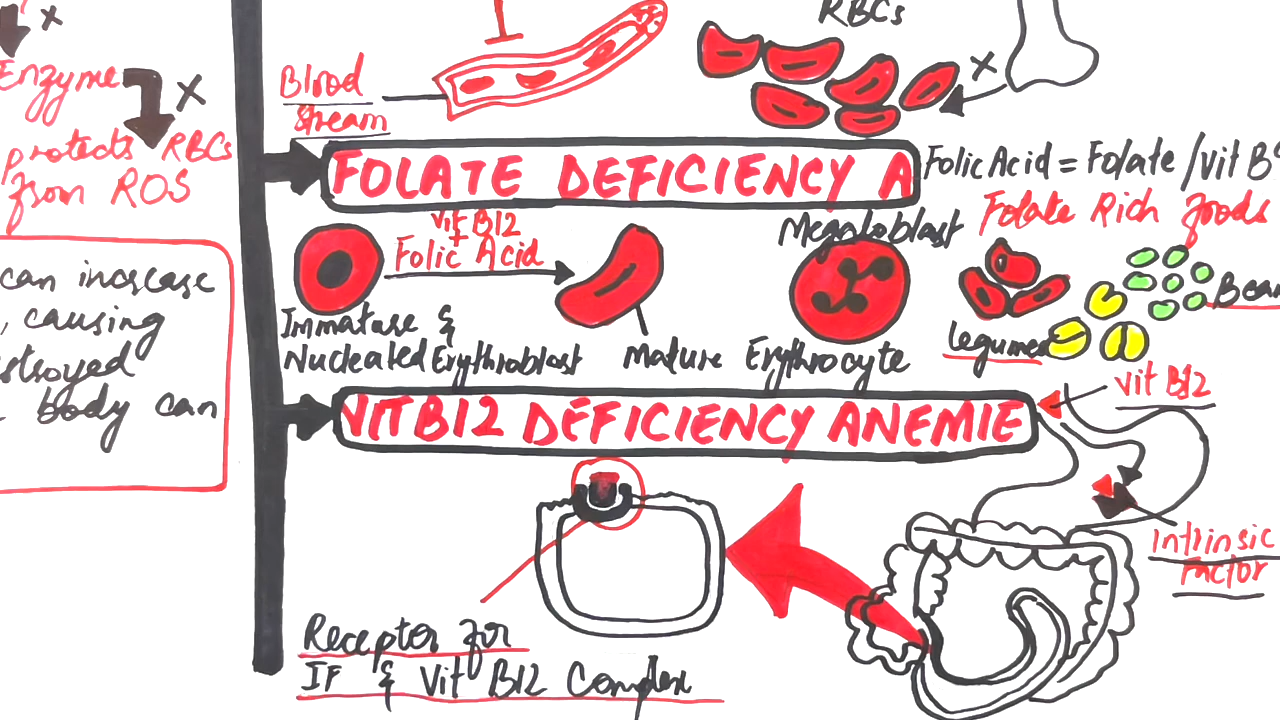 x
Enzyme x
protects RBCs
from ROS
can increase
, causing
stroyed
body can
Blood
stream
RBCs
x
FOLATE DEFICIENCY A
Folic Acid = Folate / Vit B9
Vit B12
+
Folic Acid
Immature &
Nucleated Erythroblast
Mature Erythrocyte
Megaloblast
Folate Rich foods
legumes
Bean
VIT B12 DEFICIENCY ANEMIE
Vit B12
Intrinsic
Factor
Receptor for
IF & Vit B12 Complex